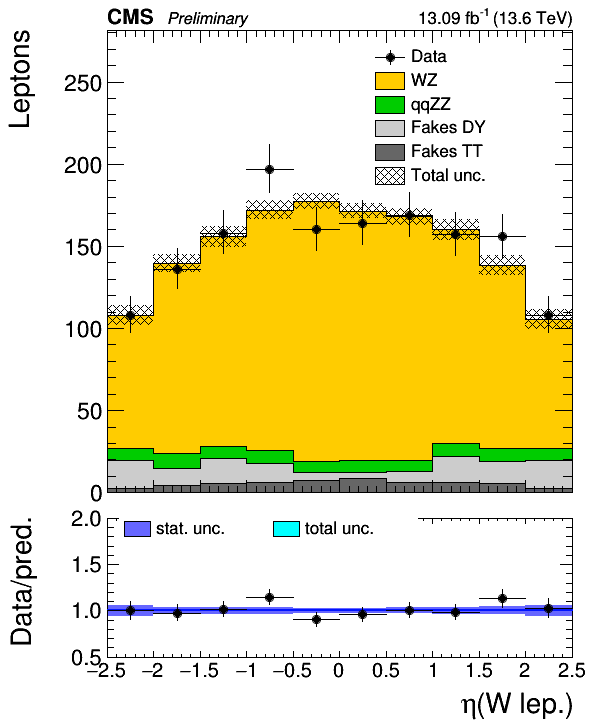 CMS Preliminary 13.09 fb⁻¹ (13.6 TeV)
Leptons
250
200
150
100
50
0
Data
WZ
qqZZ
Fakes DY
Fakes TT
Total unc.
Data/pred.
2.0
1.5
1.0
0.5
stat. unc. total unc.
−2.5 −2 −1.5 −1 −0.5 0 0.5 1 1.5 2 2.5
η(W lep.)